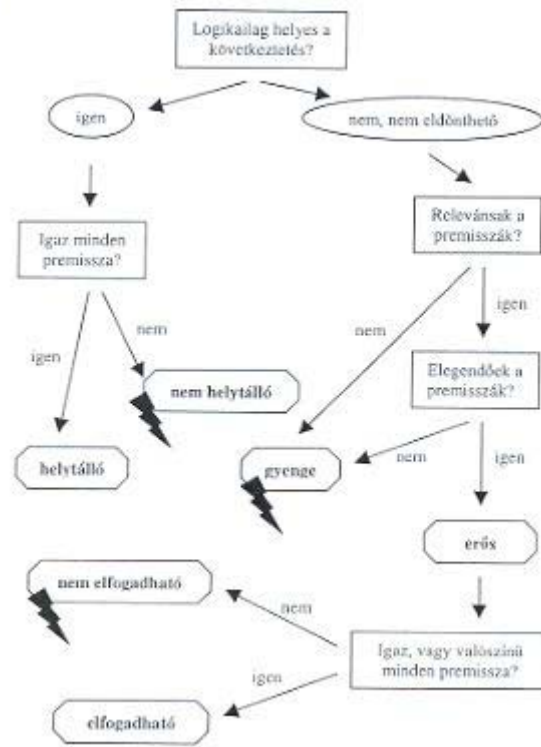 Logikailag helyes a
következtetés?
igen
nem, nem eldönthető
Igaz minden
premissza?
Relevánsak a
premisszák?
igen
nem
nem
igen
nem helytálló
Elegendőek a
premisszák?
helytálló
gyenge
nem
igen
erős
nem elfogadható
nem
Igaz, vagy valószínű
minden premissza?
igen
elfogadható